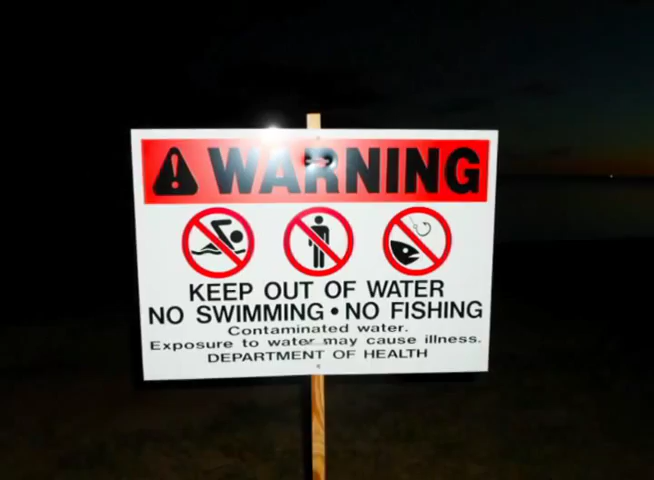 WARNING
KEEP OUT OF WATER
NO SWIMMING • NO FISHING
Contaminated water.
Exposure to water may cause illness.
DEPARTMENT OF HEALTH